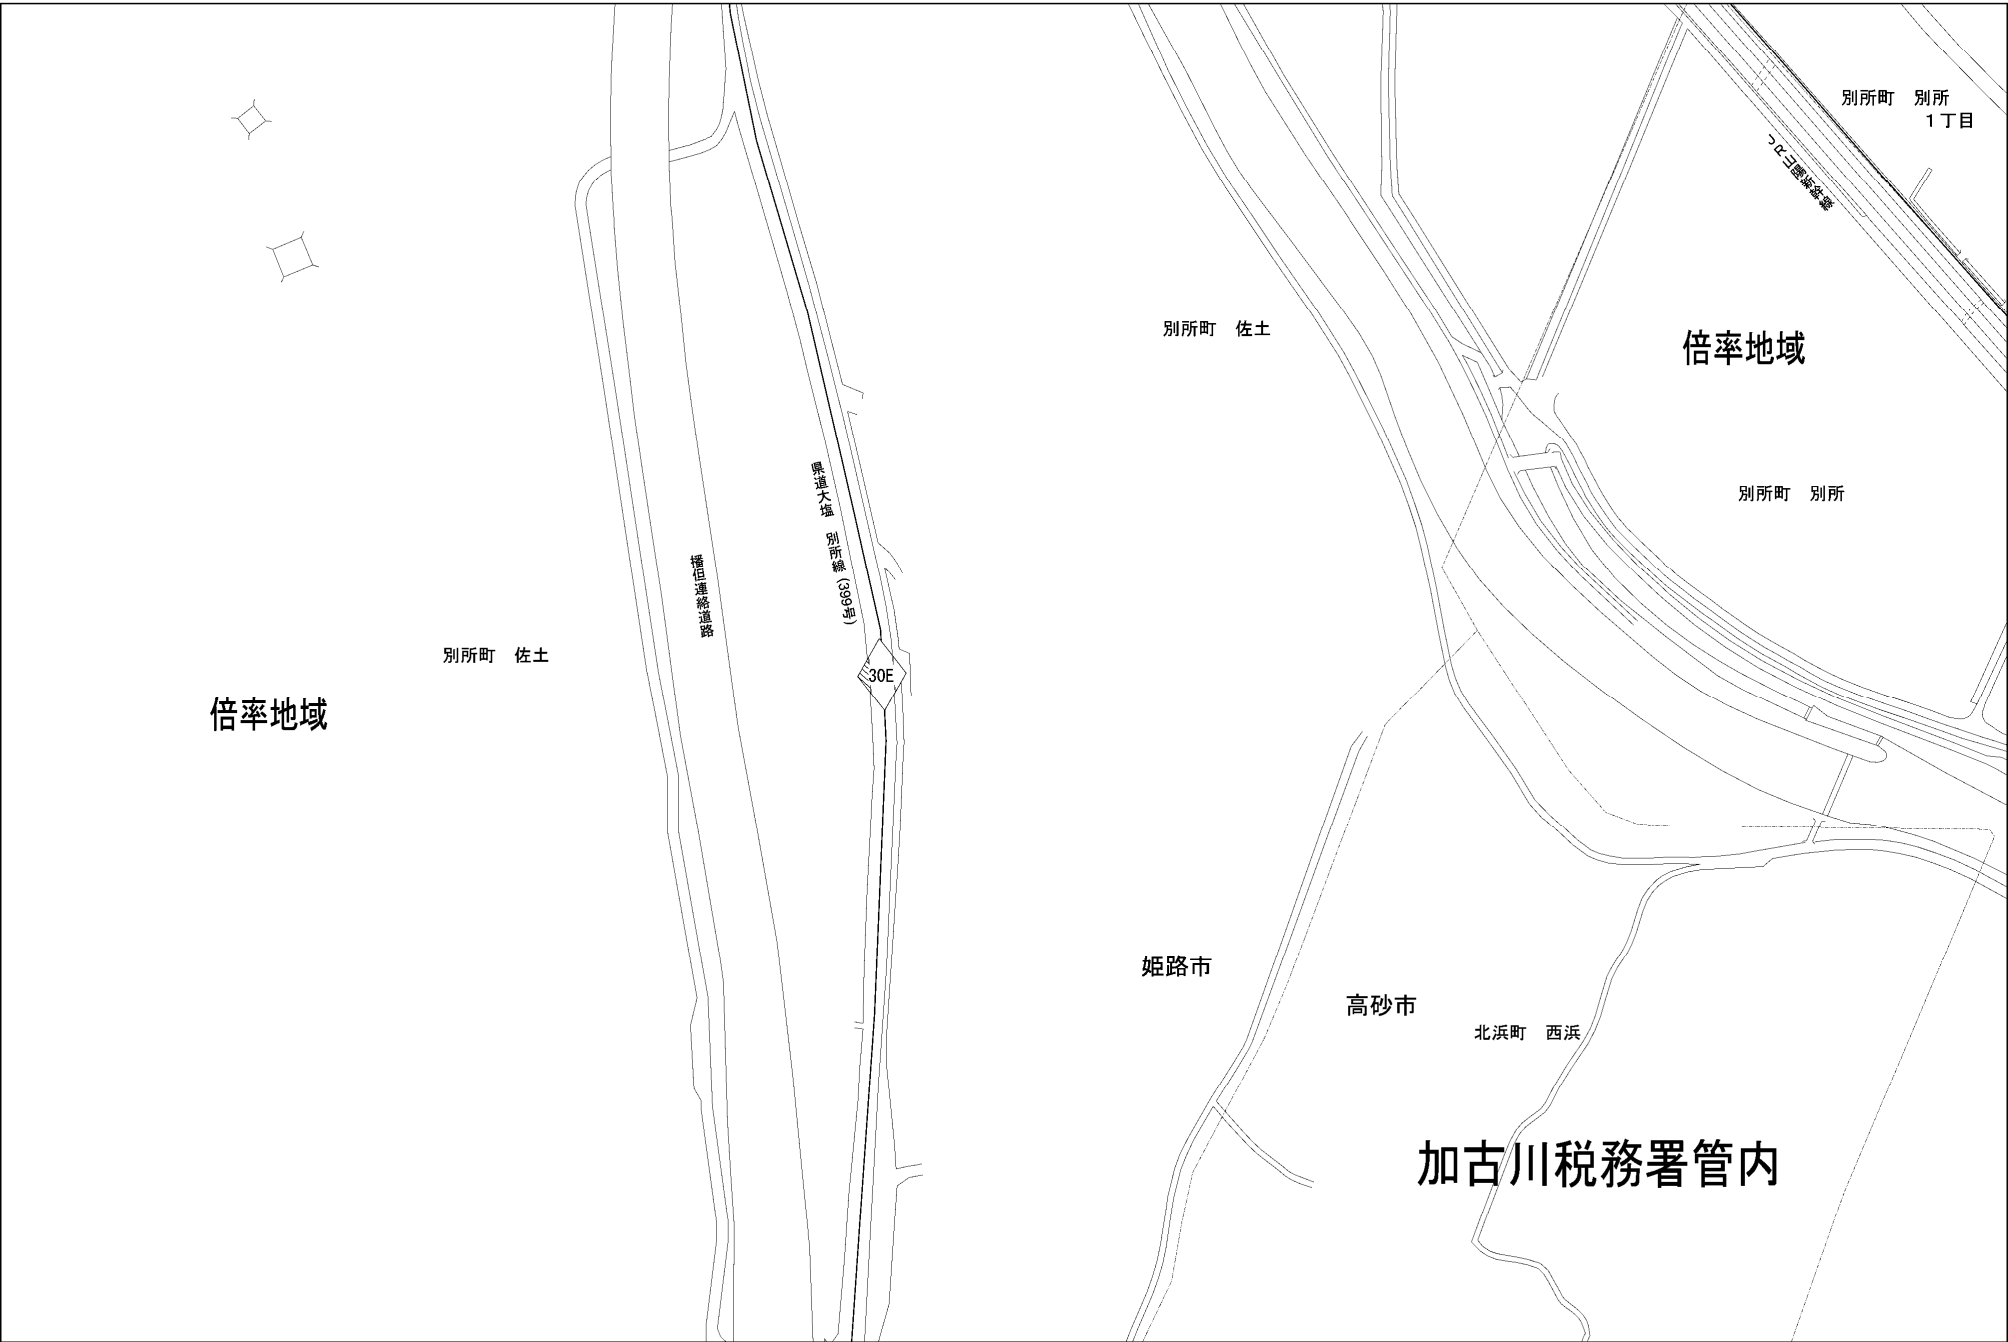 別所町 別所
1丁目
JR山陽新幹線
別所町 佐土
倍率地域
県道大塩 別所線(399号)
別所町 別所
播但連絡道路
別所町 佐土
30E
倍率地域
姫路市
高砂市
北浜町 西浜
加古川税務署管内